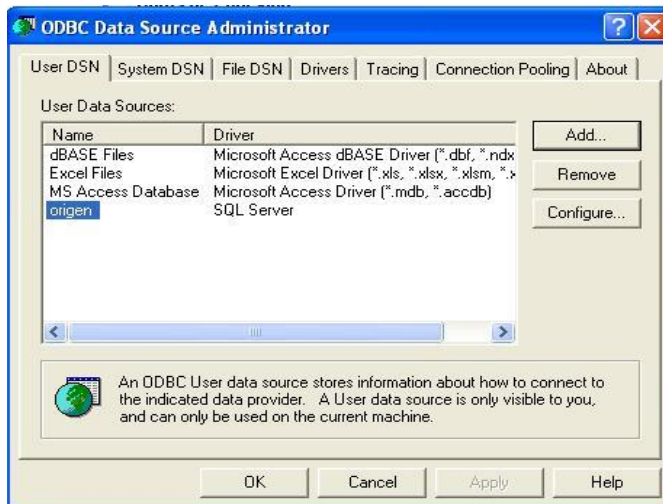 ODBC Data Source Administrator
User DSN System DSN File DSN Drivers Tracing Connection Pooling About
User Data Sources:
Name Driver
dBASE Files Microsoft Access dBASE Driver (*.dbf, *.ndx
Excel Files Microsoft Excel Driver (*.xls, *.xlsx, *.xlsm, *.x
MS Access Database Microsoft Access Driver (*.mdb, *.accdb)
origen SQL Server
Add...
Remove
Configure...
An ODBC User data source stores information about how to connect to
the indicated data provider. A User data source is only visible to you,
and can only be used on the current machine.
OK Cancel Apply Help